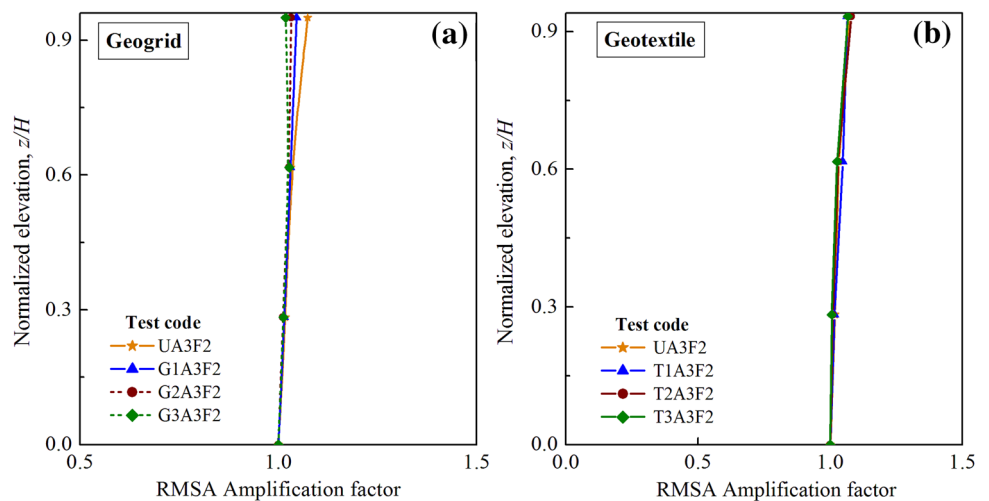 Geogrid
(a)
0.9
0.6
0.3
0.0
Normalized elevation, z/H
Test code
UA3F2
G1A3F2
G2A3F2
G3A3F2
0.5 1.0 1.5
RMSA Amplification factor
Geotextile
(b)
0.9
0.6
0.3
0.0
Normalized elevation, z/H
Test code
UA3F2
T1A3F2
T2A3F2
T3A3F2
0.0 0.5 1.0 1.5
RMSA Amplification factor